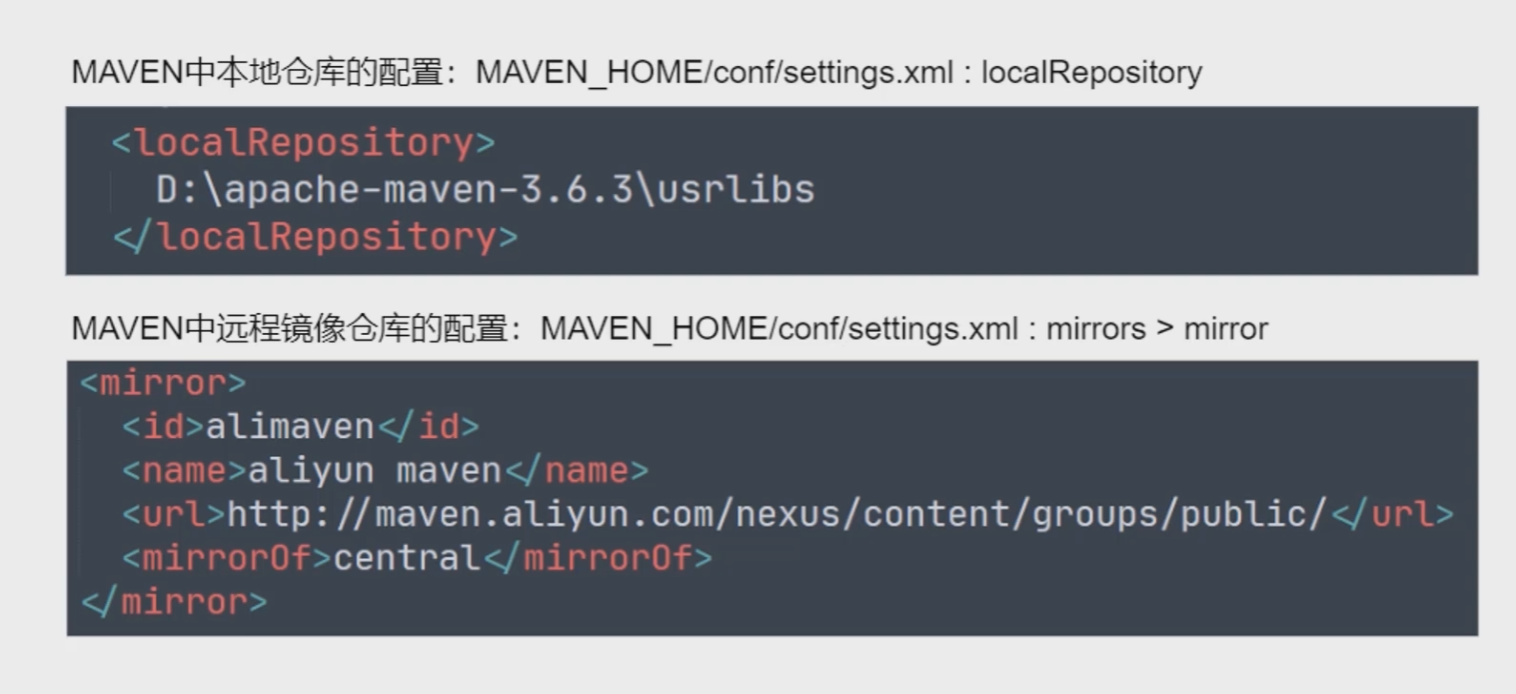 MAVEN中本地仓库的配置：MAVEN_HOME/conf/settings.xml : localRepository
<localRepository>
D:\apache-maven-3.6.3\usrlibs
</localRepository>
MAVEN中远程镜像仓库的配置：MAVEN_HOME/conf/settings.xml : mirrors > mirror
<mirror>
<id>alimaven</id>
<name>aliyun maven</name>
<url>http://maven.aliyun.com/nexus/content/groups/public/</url>
<mirrorOf>central</mirrorOf>
</mirror>